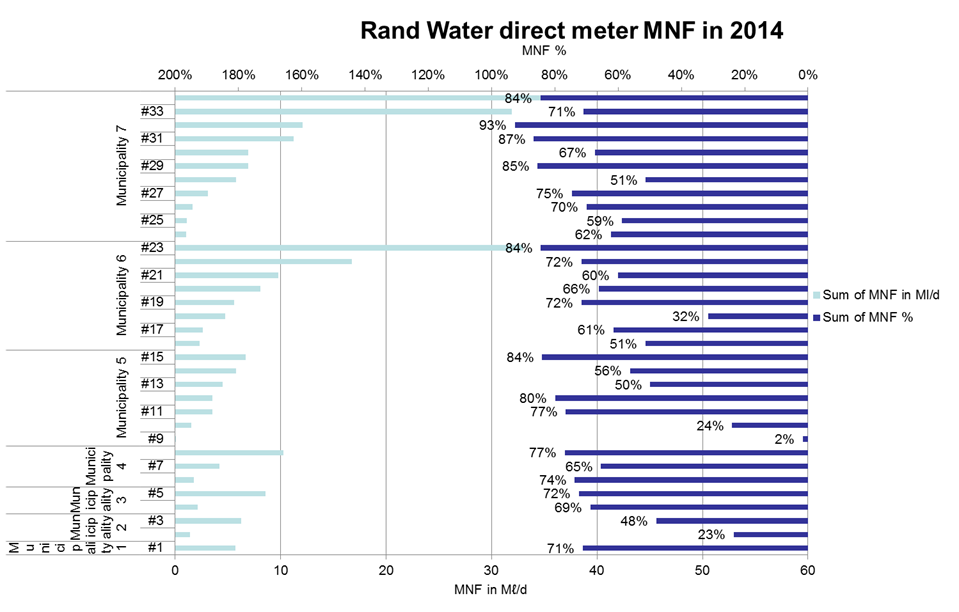 Rand Water direct meter MNF in 2014
MNF %
200% 180% 160% 140% 120% 100% 80% 60% 40% 20% 0%
84%
#33 71%
93%
#31 87%
67%
#29 85%
51%
#27 75%
70%
#25 59%
62%
Municipality 7
#23 84%
72%
#21 60%
66%
#19 72%
32%
#17 61%
51%
Municipality 6
#15 84%
56%
#13 50%
80%
#11 77%
24%
#9 2%
Municipality 5
77%
#7 65%
74%
Munici
pality
4
#5 72%
69%
Mun
icip
ality
3
#3 48%
23%
Mun
icip
ality
2
#1 71%
M
u
ni
ci
p
ali
ty
1
Sum of MNF in Ml/d
Sum of MNF %
0 10 20 30 40 50 60
MNF in Mℓ/d